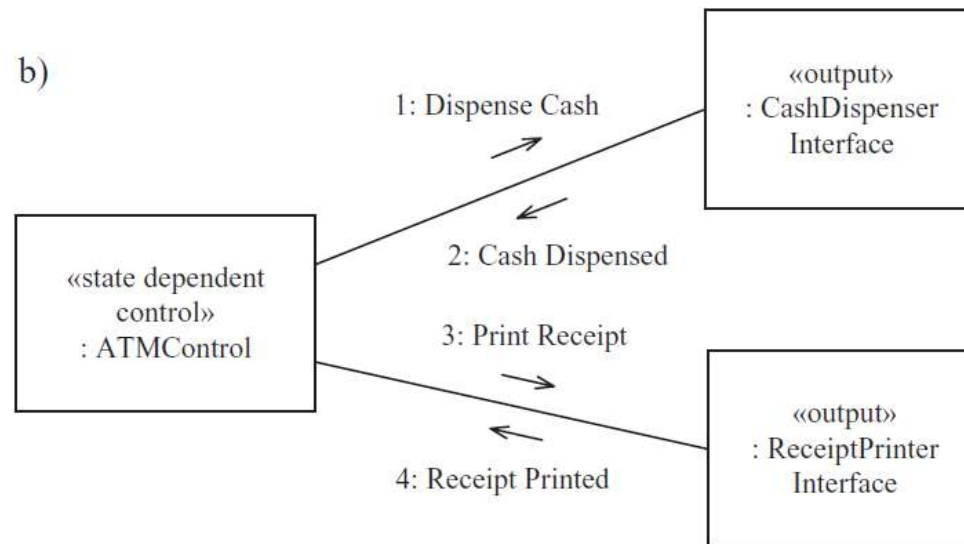 b)
1: Dispense Cash
«output»
: CashDispenser
Interface
2: Cash Dispensed
«state dependent
control»
: ATMControl
3: Print Receipt
«output»
: ReceiptPrinter
Interface
4: Receipt Printed